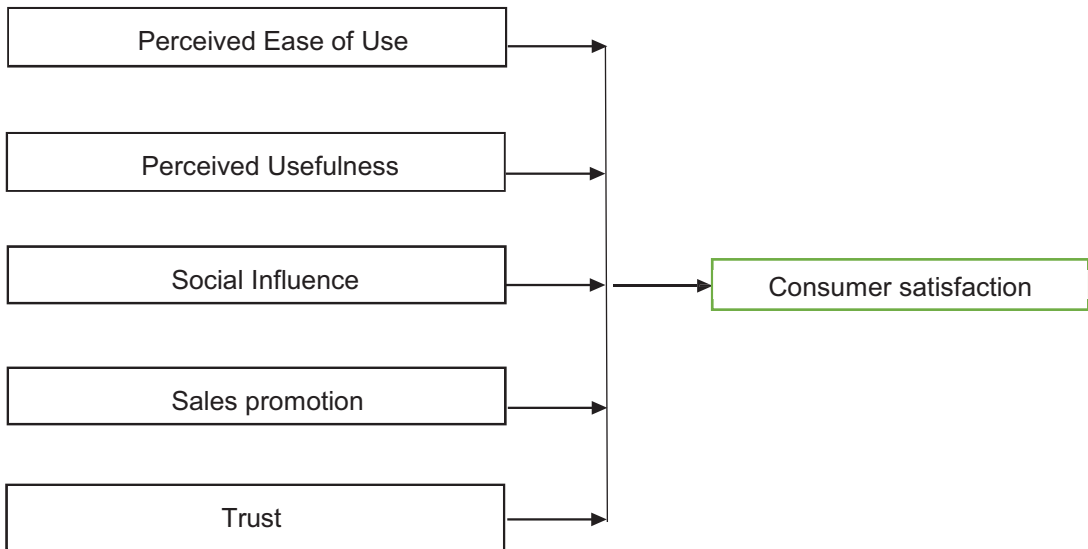 Perceived Ease of Use
Perceived Usefulness
Social Influence
Consumer satisfaction
Sales promotion
Trust